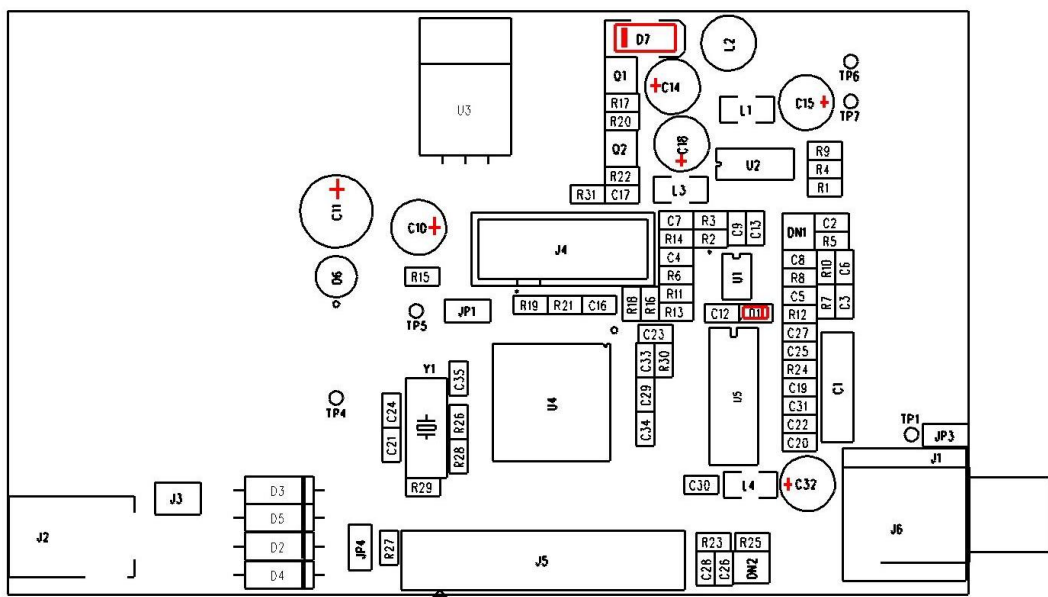 D7
L2
Q1
C14
TP6
U3
R17
L1
C15
TP7
R20
Q2
C18
U2
R9
R4
R22
R1
R31
C17
L3
C11
C10
J4
C7
R3
C9
C13
DN1
C2
R14
R2
R5
C4
C8
R10
C6
D6
R15
R6
U1
R8
R11
C5
R7
C3
JP1
R19
R21
C16
R18
R16
R13
C12
D1
R12
TP5
C23
C27
Y1
C35
U4
C33
R30
C25
R24
C29
U5
C19
C1
TP4
C24
R26
C31
C34
C22
TP1
C21
R28
C20
JP3
J1
R29
C30
L4
C32
J3
D3
D5
J6
J2
D2
JP4
R27
J5
R23
R25
D4
C28
C26
DN2